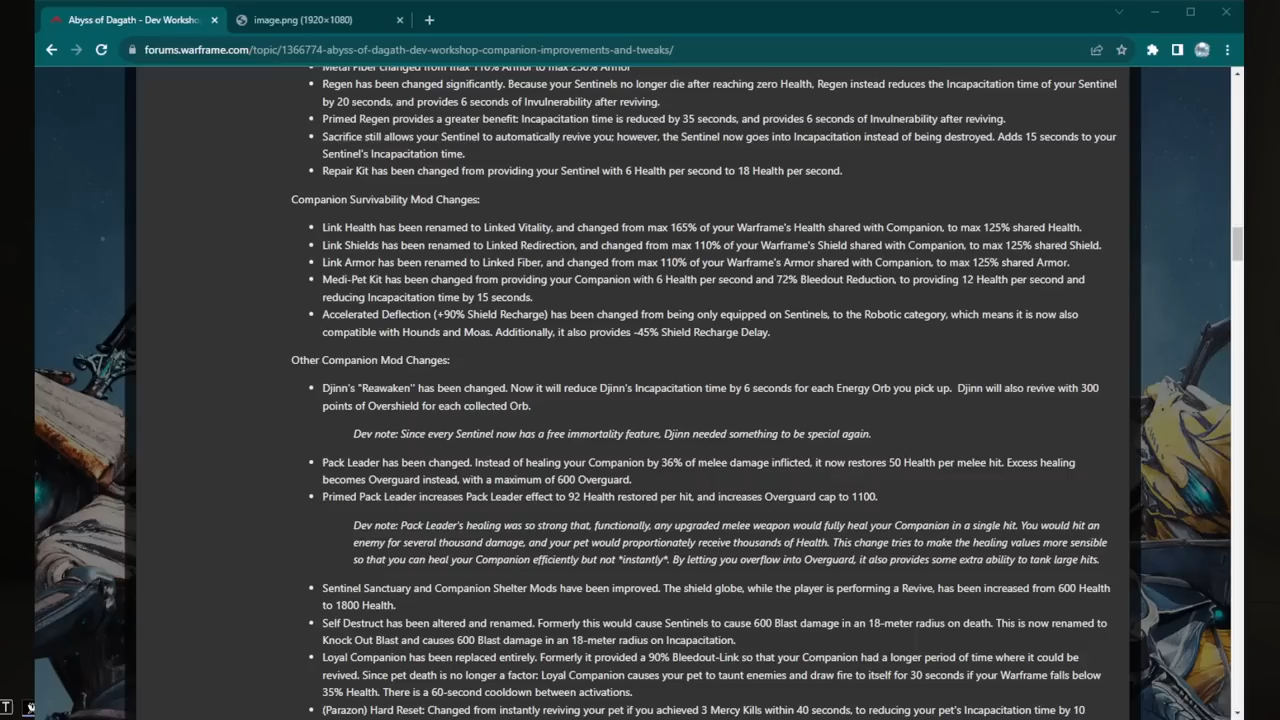 Abyss of Dagath - Dev Worksho
image.png (1920×1080)
forums.warframe.com/topic/1366774-abyss-of-dagath-dev-workshop-companion-improvements-and-tweaks/
Metal Fiber changed from max 110% Armor to max 250% Armor
Regen has been changed significantly. Because your Sentinels no longer die after reaching zero Health, Regen instead reduces the Incapacitation time of your Sentinel
by 20 seconds, and provides 6 seconds of Invulnerability after reviving.
Primed Regen provides a greater benefit: Incapacitation time is reduced by 35 seconds, and provides 6 seconds of Invulnerability after reviving.
Sacrifice still allows your Sentinel to automatically revive you; however, the Sentinel now goes into Incapacitation instead of being destroyed. Adds 15 seconds to your
Sentinel's Incapacitation time.
Repair Kit has been changed from providing your Sentinel with 6 Health per second to 18 Health per second.
Companion Survivability Mod Changes:
Link Health has been renamed to Linked Vitality, and changed from max 165% of your Warframe's Health shared with Companion, to max 125% shared Health.
Link Shields has been renamed to Linked Redirection, and changed from max 110% of your Warframe's Shield shared with Companion, to max 125% shared Shield.
Link Armor has been renamed to Linked Fiber, and changed from max 110% of your Warframe's Armor shared with Companion, to max 125% shared Armor.
Medi-Pet Kit has been changed from providing your Companion with 6 Health per second and 72% Bleedout Reduction, to providing 12 Health per second and
reducing Incapacitation time by 15 seconds.
Accelerated Deflection (+90% Shield Recharge) has been changed from being only equipped on Sentinels, to the Robotic category, which means it is now also
compatible with Hounds and Moas. Additionally, it also provides -45% Shield Recharge Delay.
Other Companion Mod Changes:
Djinn's "Reawaken" has been changed. Now it will reduce Djinn's Incapacitation time by 6 seconds for each Energy Orb you pick up. Djinn will also revive with 300
points of Overshield for each collected Orb.
Dev note: Since every Sentinel now has a free immortality feature, Djinn needed something to be special again.
Pack Leader has been changed. Instead of healing your Companion by 36% of melee damage inflicted, it now restores 50 Health per melee hit. Excess healing
becomes Overguard instead, with a maximum of 600 Overguard.
Primed Pack Leader increases Pack Leader effect to 92 Health restored per hit, and increases Overguard cap to 1100.
Dev note: Pack Leader's healing was so strong that, functionally, any upgraded melee weapon would fully heal your Companion in a single hit. You would hit an
enemy for several thousand damage, and your pet would proportionately receive thousands of Health. This change tries to make the healing values more sensible
so that you can heal your Companion efficiently but not *instantly*. By letting you overflow into Overguard, it also provides some extra ability to tank large hits.
Sentinel Sanctuary and Companion Shelter Mods have been improved. The shield globe, while the player is performing a Revive, has been increased from 600 Health
to 1800 Health.
Self Destruct has been altered and renamed. Formerly this would cause Sentinels to cause 600 Blast damage in an 18-meter radius on death. This is now renamed to
Knock Out Blast and causes 600 Blast damage in an 18-meter radius on Incapacitation.
Loyal Companion has been replaced entirely. Formerly it provided a 90% Bleedout-Link so that your Companion had a longer period of time where it could be
revived. Since pet death is no longer a factor: Loyal Companion causes your pet to taunt enemies and draw fire to itself for 30 seconds if your Warframe falls below
35% Health. There is a 60-second cooldown between activations.
(Parazon) Hard Reset: Changed from instantly reviving your pet if you achieved 3 Mercy Kills within 40 seconds, to reducing your pet's Incapacitation time by 10
T